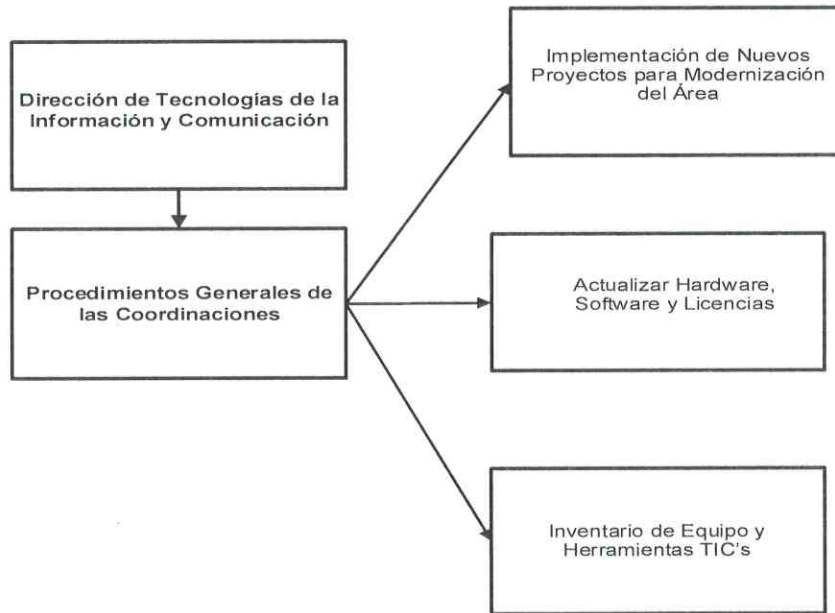 Dirección de Tecnologías de la
Información y Comunicación
Procedimientos Generales de
las Coordinaciones
Implementación de Nuevos
Proyectos para Modernización
del Área
Actualizar Hardware,
Software y Licencias
Inventario de Equipo y
Herramientas TIC's